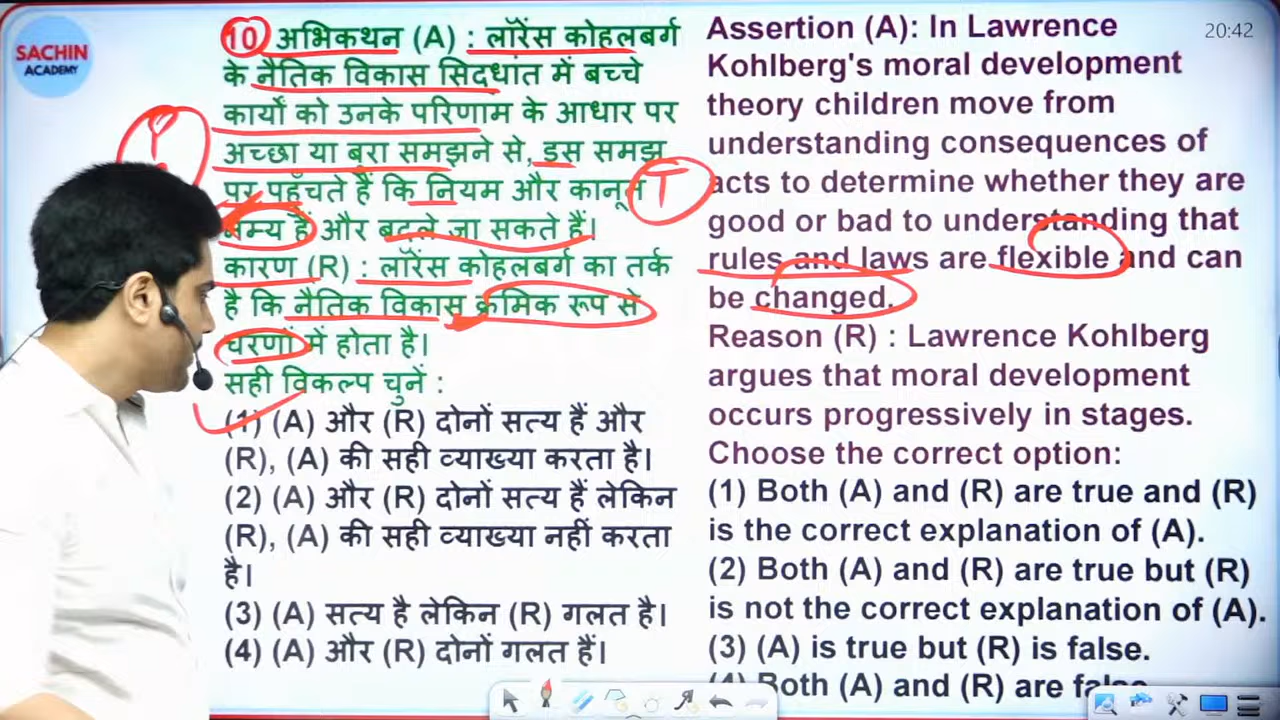 SACHIN
ACADEMY
20:42
10 अभिकथन (A) : लॉरेंस कोहलबर्ग
के नैतिक विकास सिद्धांत में बच्चे
कार्यों को उनके परिणाम के आधार पर
अच्छा या बुरा समझने से, इस समझ
पर पहुँचते हैं कि नियम और कानून
T
हैं और बदले जा सकते हैं।
कारण (R) : लॉरेंस कोहलबर्ग का तर्क
है कि नैतिक विकास क्रमिक रूप से
चरणों में होता है।
सही विकल्प चुनें :
(1) (A) और (R) दोनों सत्य हैं और
(R), (A) की सही व्याख्या करता है।
(2) (A) और (R) दोनों सत्य हैं लेकिन
(R), (A) की सही व्याख्या नहीं करता
है।
(3) (A) सत्य है लेकिन (R) गलत है।
(4) (A) और (R) दोनों गलत हैं।
Assertion (A): In Lawrence
Kohlberg's moral development
theory children move from
understanding consequences of
acts to determine whether they are
good or bad to understanding that
rules and laws are flexible and can
be changed.
Reason (R) : Lawrence Kohlberg
argues that moral development
occurs progressively in stages.
Choose the correct option:
(1) Both (A) and (R) are true and (R)
is the correct explanation of (A).
(2) Both (A) and (R) are true but (R)
is not the correct explanation of (A).
(3) (A) is true but (R) is false.
(4) Both (A) and (R) are false.